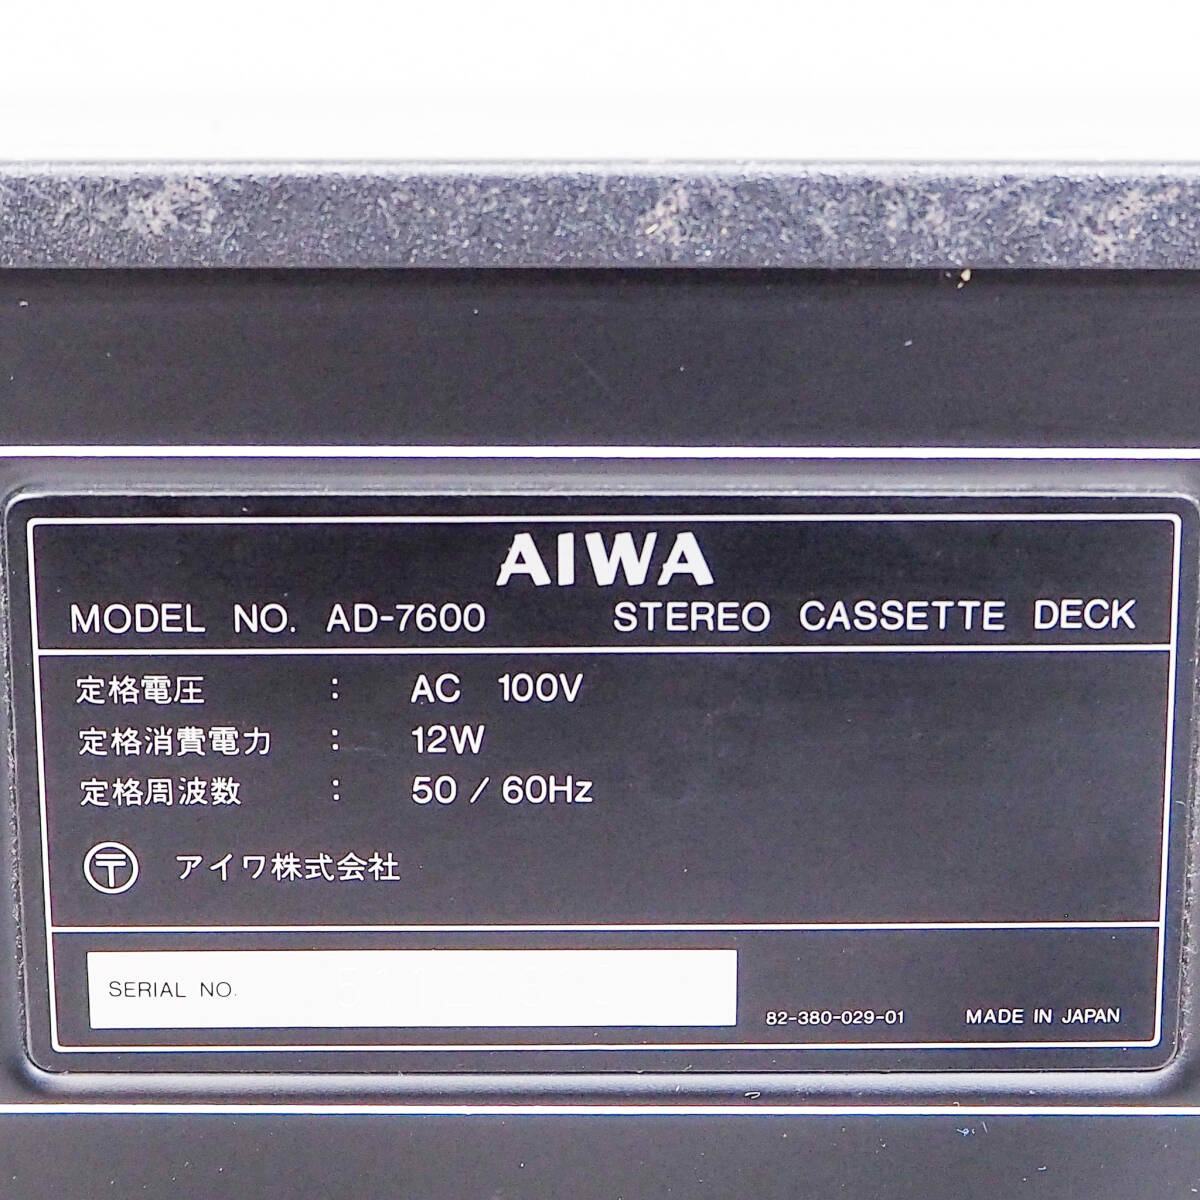 AIWA
MODEL NO. AD-7600 STEREO CASSETTE DECK
定格電圧 : AC 100V
定格消費電力 : 12W
定格周波数 : 50 / 60Hz
〒 アイワ株式会社
SERIAL NO.
82-380-029-01 MADE IN JAPAN